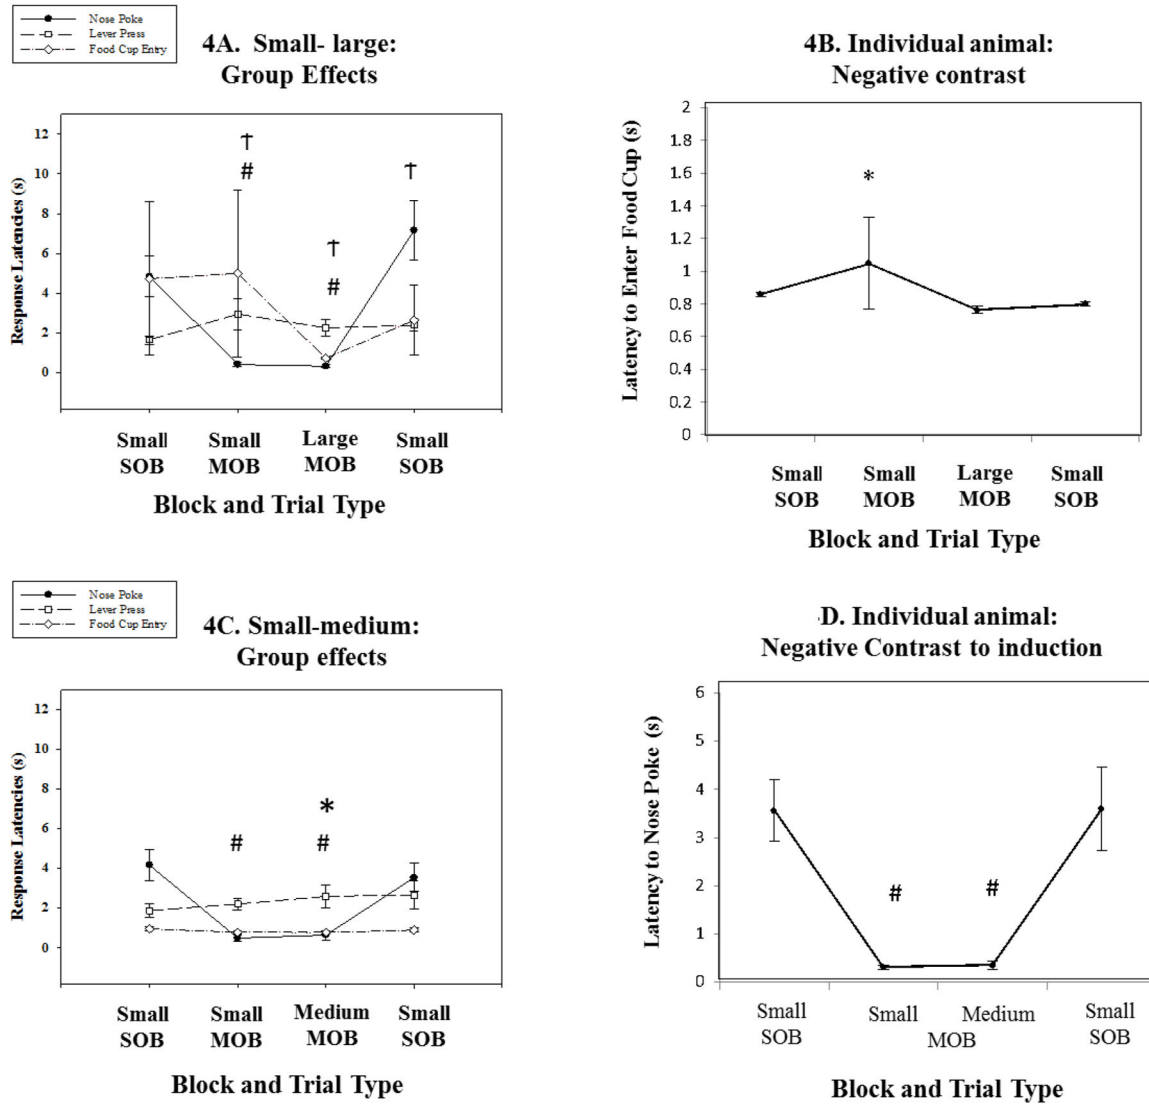 Nose Poke
Lever Press
Food Cup Entry
4A. Small- large:
Group Effects
Response Latencies (s)
12
10
8
6
4
2
0
†
#
†
#
†
Small Small Large Small
SOB MOB MOB SOB
Block and Trial Type
4B. Individual animal:
Negative contrast
Latency to Enter Food Cup (s)
2
1.8
1.6
1.4
1.2
1
0.8
0.6
0.4
0.2
0
*
Small Small Large Small
SOB MOB MOB SOB
Block and Trial Type
Nose Poke
Lever Press
Food Cup Entry
4C. Small-medium:
Group effects
Response Latencies (s)
12
10
8
6
4
2
0
#
*
#
Small Small Medium Small
SOB MOB MOB SOB
Block and Trial Type
D. Individual animal:
Negative Contrast to induction
Latency to Nose Poke (s)
6
5
4
3
2
1
0
# #
Small Small Medium Small
SOB MOB SOB
Block and Trial Type